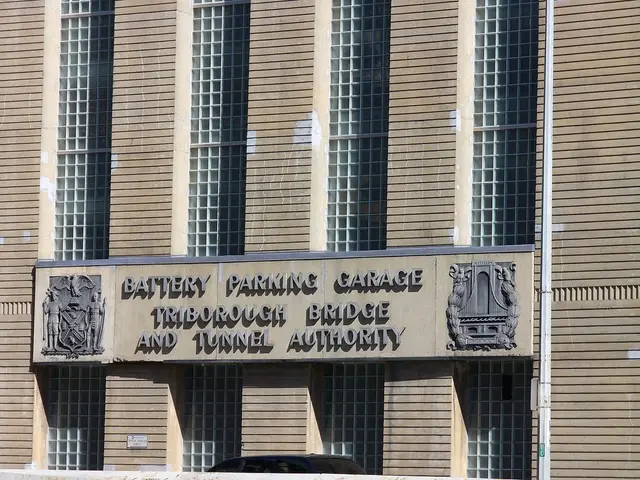 BATTERY PARKING GARAGE
TRIBOROUGH BRIDGE
AND TUNNEL AUTHORITY